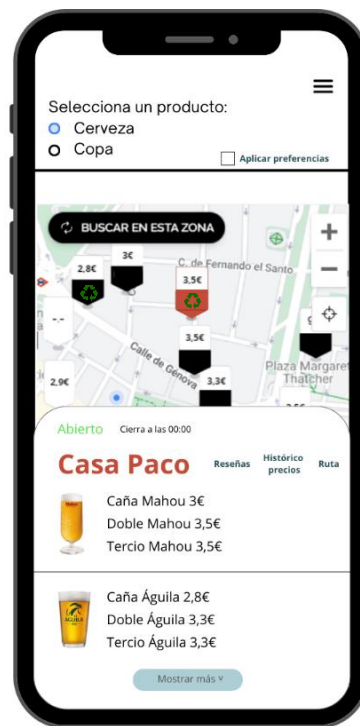 Selecciona un producto:
Cerveza
Copa
Aplicar preferencias
BUSCAR EN ESTA ZONA
3€
2,8€
C. de Fernando el Santo
3,5€
-.-
3,5€
Calle de Génova
Plaza Margaret
Thatcher
2,9€
3,3€
Abierto Cierra a las 00:00
Casa Paco Reseñas Histórico precios Ruta
Caña Mahou 3€
Doble Mahou 3,5€
Tercio Mahou 3,5€
ÁGUILA
Caña Águila 2,8€
Doble Águila 3,3€
Tercio Águila 3,3€
Mostrar más